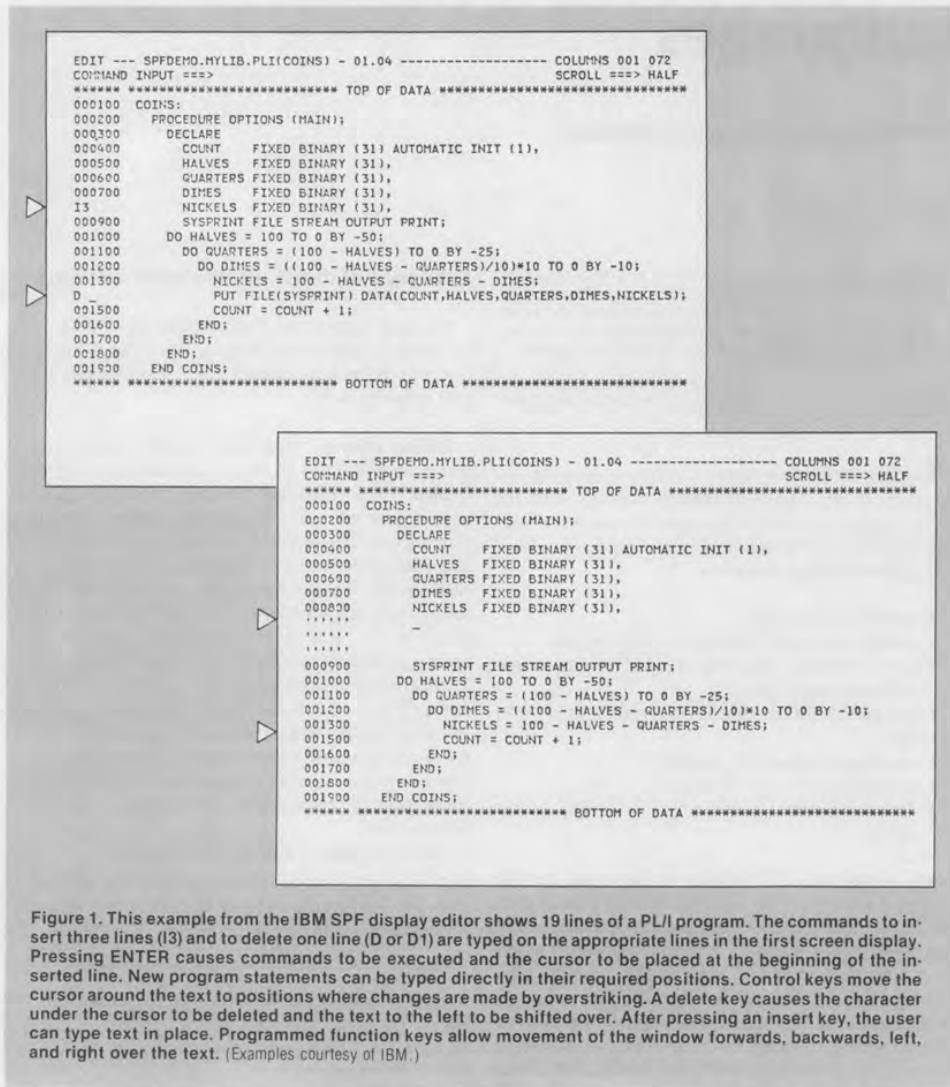 EDIT --- SPFDEMO.MYLIB.PLI(COINS) - 01.04 ------------------- COLUMNS 001 072
COMMAND INPUT ===> SCROLL ===> HALF
****** **************************** TOP OF DATA *********************************
000100 COINS:
000200 PROCEDURE OPTIONS (MAIN);
000300 DECLARE
000400 COUNT FIXED BINARY (31) AUTOMATIC INIT (1),
000500 HALVES FIXED BINARY (31),
000600 QUARTERS FIXED BINARY (31),
000700 DIMES FIXED BINARY (31),
I3 NICKELS FIXED BINARY (31),
000900 SYSPRINT FILE STREAM OUTPUT PRINT;
001000 DO HALVES = 100 TO 0 BY -50;
001100 DO QUARTERS = (100 - HALVES) TO 0 BY -25;
001200 DO DIMES = ((100 - HALVES - QUARTERS)/10)*10 TO 0 BY -10;
001300 NICKELS = 100 - HALVES - QUARTERS - DIMES;
D _ PUT FILE(SYSPRINT) DATA(COUNT,HALVES,QUARTERS,DIMES,NICKELS);
001500 COUNT = COUNT + 1;
001600 END;
001700 END;
001800 END;
001900 END COINS;
****** **************************** BOTTOM OF DATA ******************************
EDIT --- SPFDEMO.MYLIB.PLI(COINS) - 01.04 ------------------- COLUMNS 001 072
COMMAND INPUT ===> SCROLL ===> HALF
****** **************************** TOP OF DATA *********************************
000100 COINS:
000200 PROCEDURE OPTIONS (MAIN);
000300 DECLARE
000400 COUNT FIXED BINARY (31) AUTOMATIC INIT (1),
000500 HALVES FIXED BINARY (31),
000600 QUARTERS FIXED BINARY (31),
000700 DIMES FIXED BINARY (31),
000800 NICKELS FIXED BINARY (31),
'''''' _
''''''
''''''
000900 SYSPRINT FILE STREAM OUTPUT PRINT;
001000 DO HALVES = 100 TO 0 BY -50;
001100 DO QUARTERS = (100 - HALVES) TO 0 BY -25;
001200 DO DIMES = ((100 - HALVES - QUARTERS)/10)*10 TO 0 BY -10;
001300 NICKELS = 100 - HALVES - QUARTERS - DIMES;
001500 COUNT = COUNT + 1;
001600 END;
001700 END;
001800 END;
001900 END COINS;
****** **************************** BOTTOM OF DATA ******************************
Figure 1. This example from the IBM SPF display editor shows 19 lines of a PL/I program. The commands to in-
sert three lines (I3) and to delete one line (D or D1) are typed on the appropriate lines in the first screen display.
Pressing ENTER causes commands to be executed and the cursor to be placed at the beginning of the in-
serted line. New program statements can be typed directly in their required positions. Control keys move the
cursor around the text to positions where changes are made by overstriking. A delete key causes the character
under the cursor to be deleted and the text to the left to be shifted over. After pressing an insert key, the user
can type text in place. Programmed function keys allow movement of the window forwards, backwards, left,
and right over the text. (Examples courtesy of IBM.)